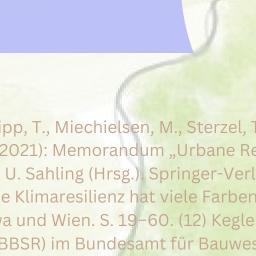 ipp, T., Miechielsen, M., Sterzel, T
2021): Memorandum „Urbane Re
U. Sahling (Hrsg.). Springer-Verl
e Klimaresilienz hat viele Farben
va und Wien. S. 19–60. (12) Kegle
BBSR) im Bundesamt für Bauwes